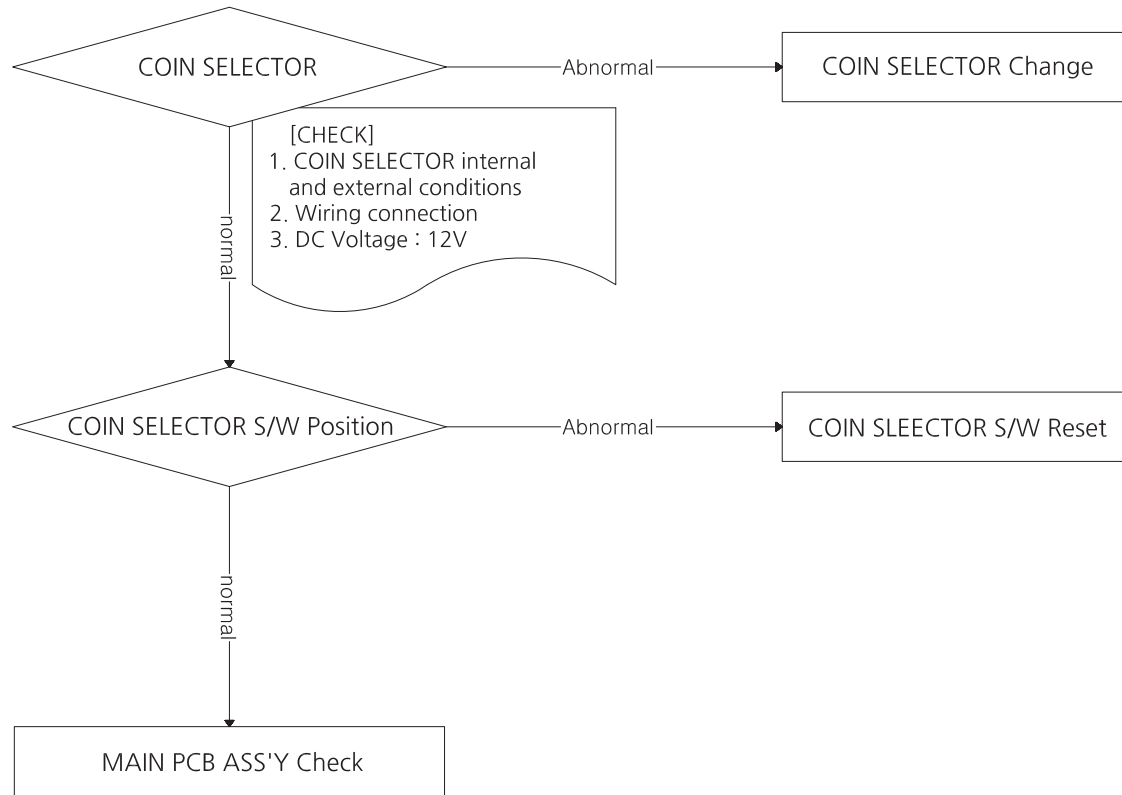 COIN SELECTOR
Abnormal
COIN SELECTOR Change
[CHECK]
1. COIN SELECTOR internal
and external conditions
2. Wiring connection
3. DC Voltage : 12V
normal
COIN SELECTOR S/W Position
Abnormal
COIN SLEECTOR S/W Reset
normal
MAIN PCB ASS'Y Check